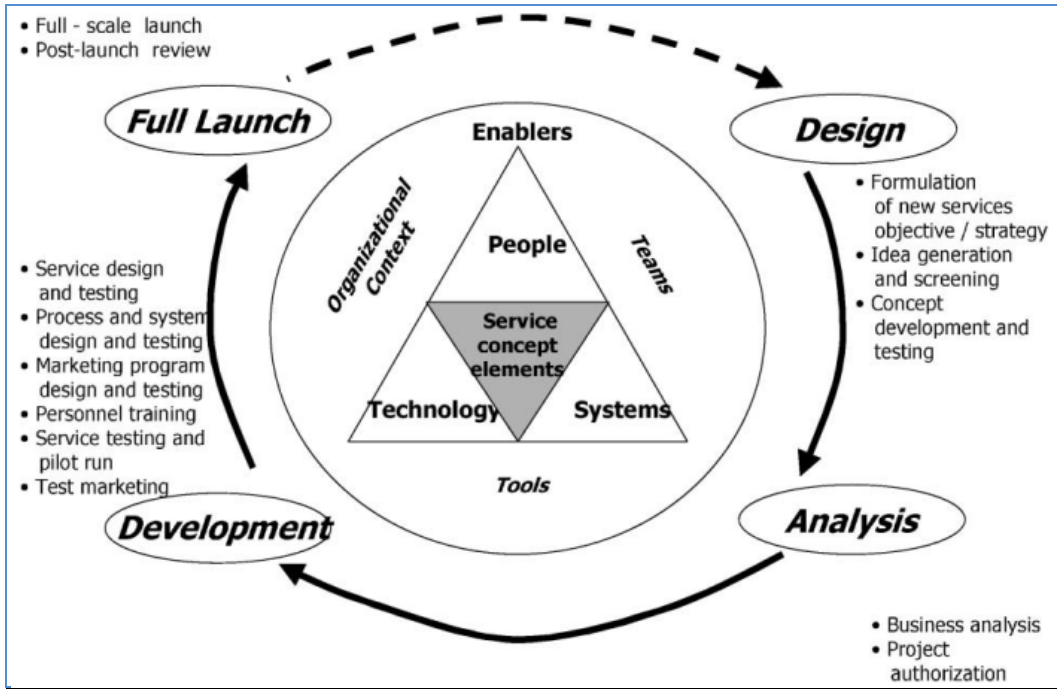 • Full - scale launch
• Post-launch review
Full Launch
Design
• Formulation
of new services
objective / strategy
• Idea generation
and screening
• Concept
development and
testing
Enablers
Organizational
Context
People
Teams
Service
concept
elements
Technology
Systems
Tools
• Service design
and testing
• Process and system
design and testing
• Marketing program
design and testing
• Personnel training
• Service testing and
pilot run
• Test marketing
Development
Analysis
• Business analysis
• Project
authorization